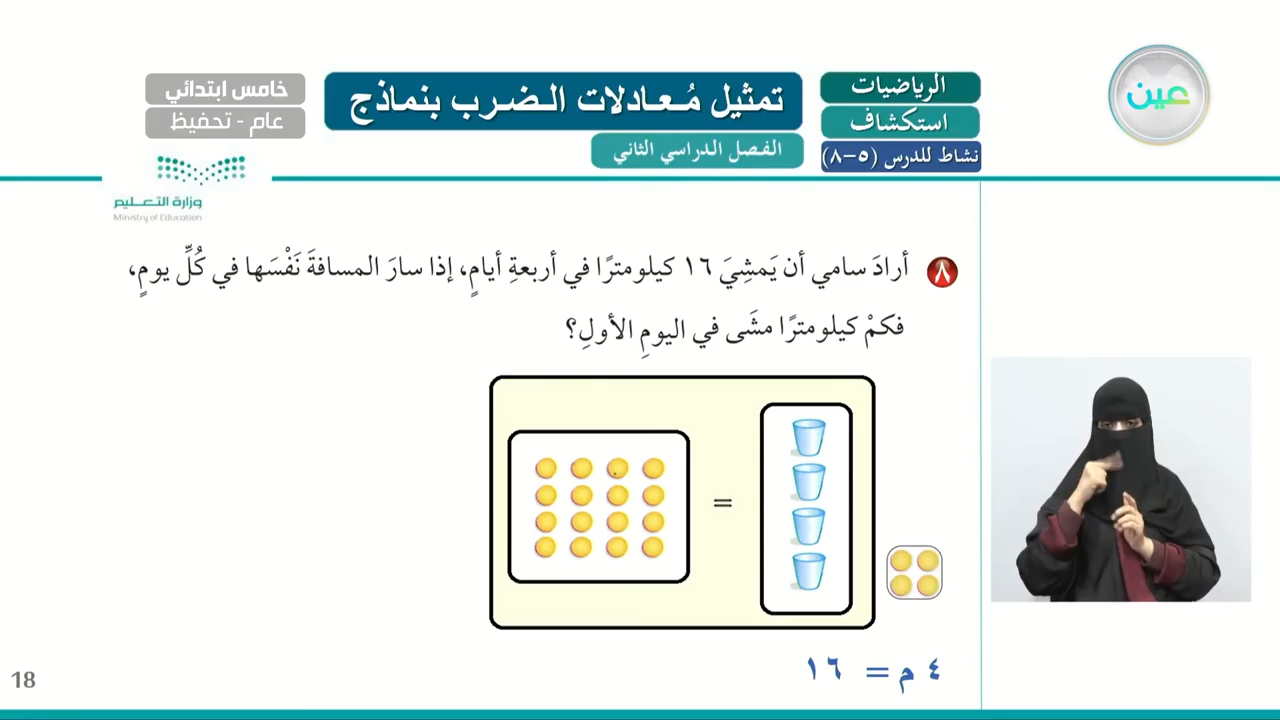 عين
الرياضيات
استكشاف
نشاط للدرس (٥-٨)
تمثيل مُعادلات الضرب بنماذج
الفصل الدراسي الثاني
خامس ابتدائي
عام - تحفيظ
وزارة التعليم
Ministry of Education
٨ أرادَ سامي أن يَمشِيَ ١٦ كيلومترًا في أربعةِ أيامٍ، إذا سارَ المسافةَ نَفْسَها في كُلِّ يومٍ،
فكمْ كيلومترًا مشَى في اليومِ الأولِ؟
=
٤ م = ١٦
18